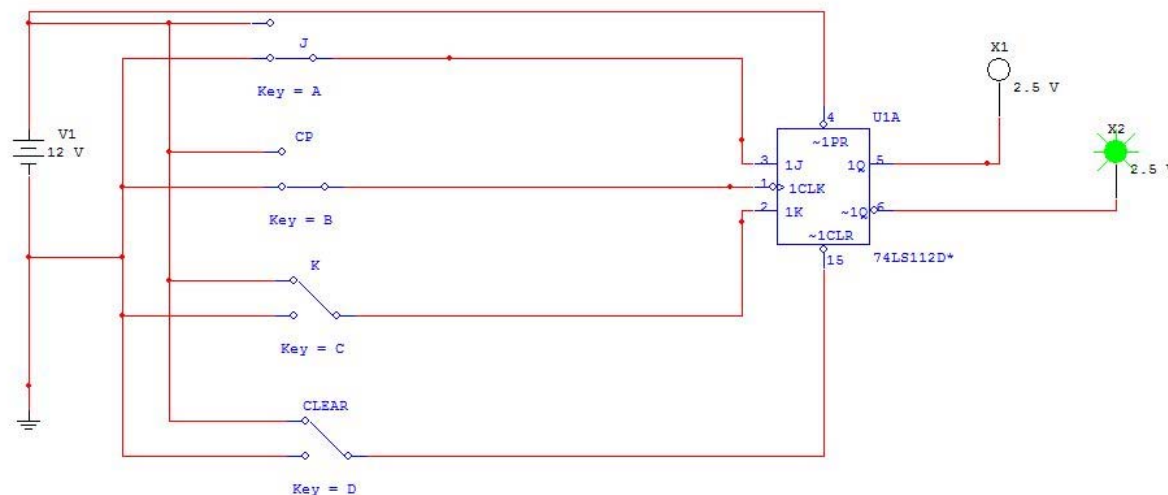 J
Key = A
V1
12 V
CP
Key = B
K
Key = C
CLEAR
Key = D
4
U1A
~1PR
3
1J
1Q
5
1
1CLK
2
1K
~1Q
6
~1CLR
15
74LS112D*
X1
2.5 V
X2
2.5 V